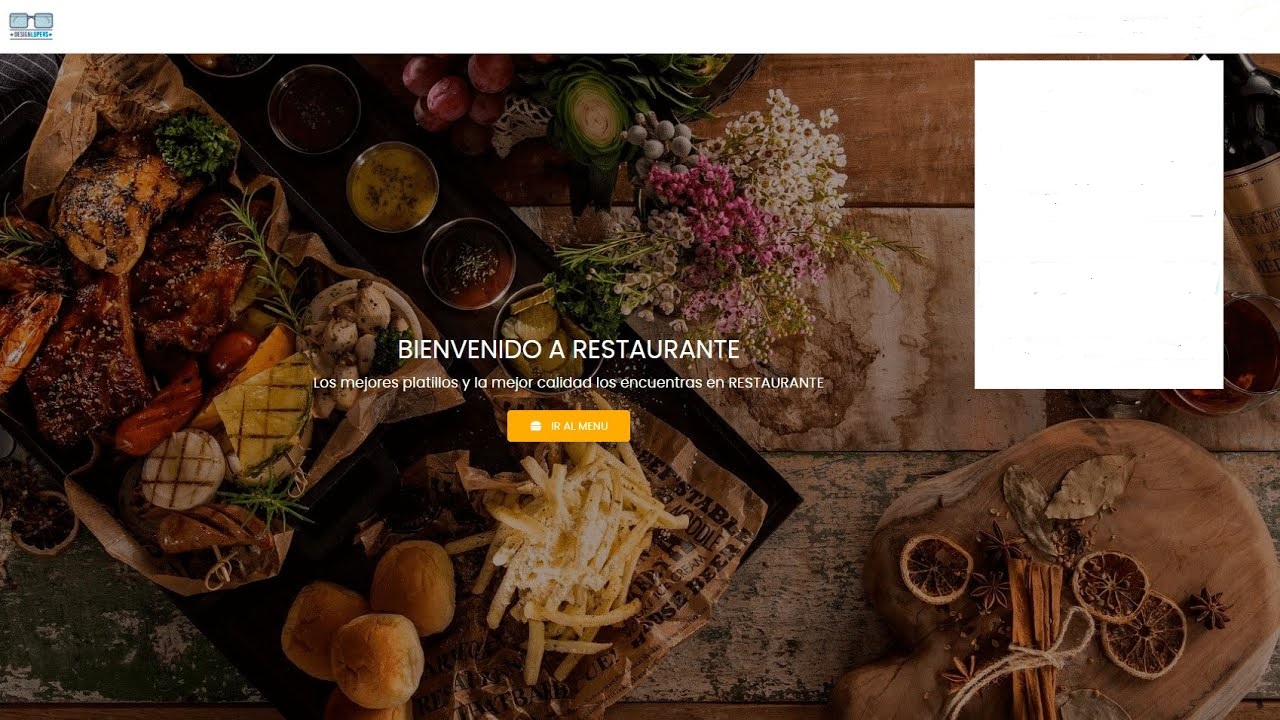 DESIGNLOPERS
BIENVENIDO A RESTAURANTE
Los mejores platillos y la mejor calidad los encuentras en RESTAURANTE
IR AL MENU